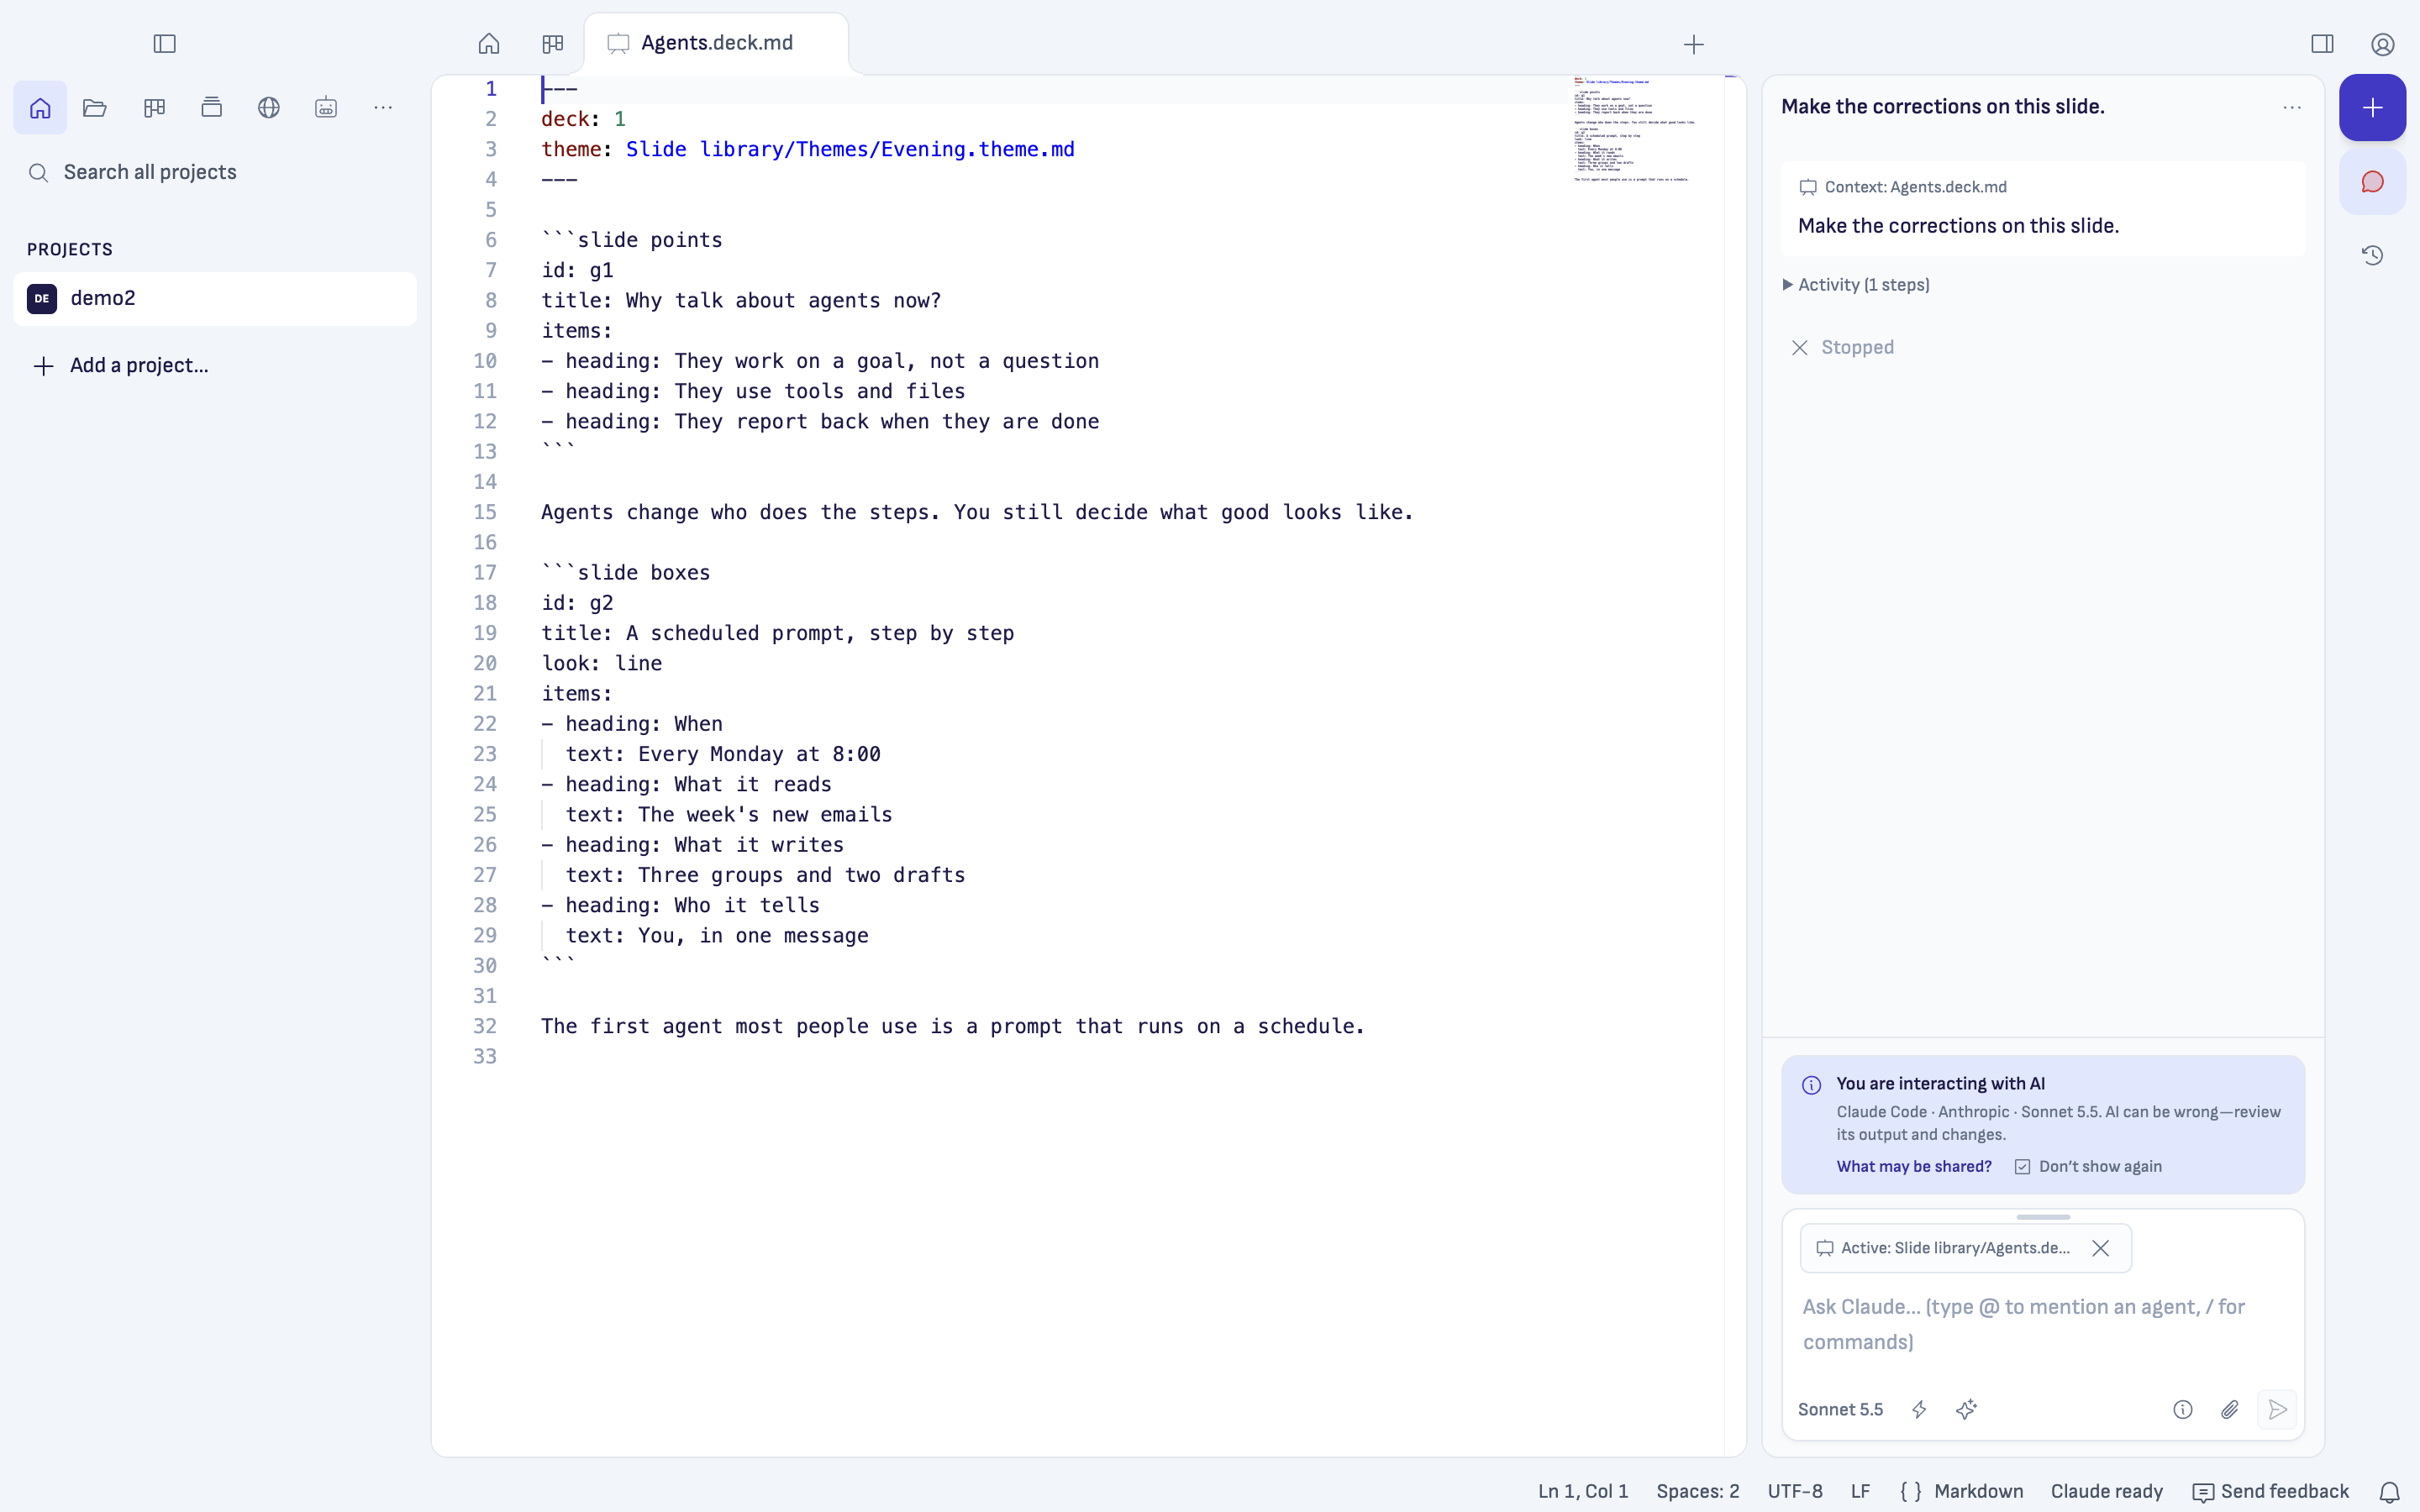 Agents.deck.md
Search all projects
PROJECTS
DE demo2
Add a project...
1 ---
2 deck: 1
3 theme: Slide library/Themes/Evening.theme.md
4 ---
5
6 ```slide points
7 id: g1
8 title: Why talk about agents now?
9 items:
10 - heading: They work on a goal, not a question
11 - heading: They use tools and files
12 - heading: They report back when they are done
13 ```
14
15 Agents change who does the steps. You still decide what good looks like.
16
17 ```slide boxes
18 id: g2
19 title: A scheduled prompt, step by step
20 look: line
21 items:
22 - heading: When
23   text: Every Monday at 8:00
24 - heading: What it reads
25   text: The week's new emails
26 - heading: What it writes
27   text: Three groups and two drafts
28 - heading: Who it tells
29   text: You, in one message
30 ```
31
32 The first agent most people use is a prompt that runs on a schedule.
33
Make the corrections on this slide.
Context: Agents.deck.md
Make the corrections on this slide.
Activity (1 steps)
Stopped
You are interacting with AI
Claude Code · Anthropic · Sonnet 5.5. AI can be wrong—review
its output and changes.
What may be shared? Don't show again
Active: Slide library/Agents.de...
Ask Claude... (type @ to mention an agent, / for
commands)
Sonnet 5.5
Ln 1, Col 1 Spaces: 2 UTF-8 LF { } Markdown Claude ready Send feedback